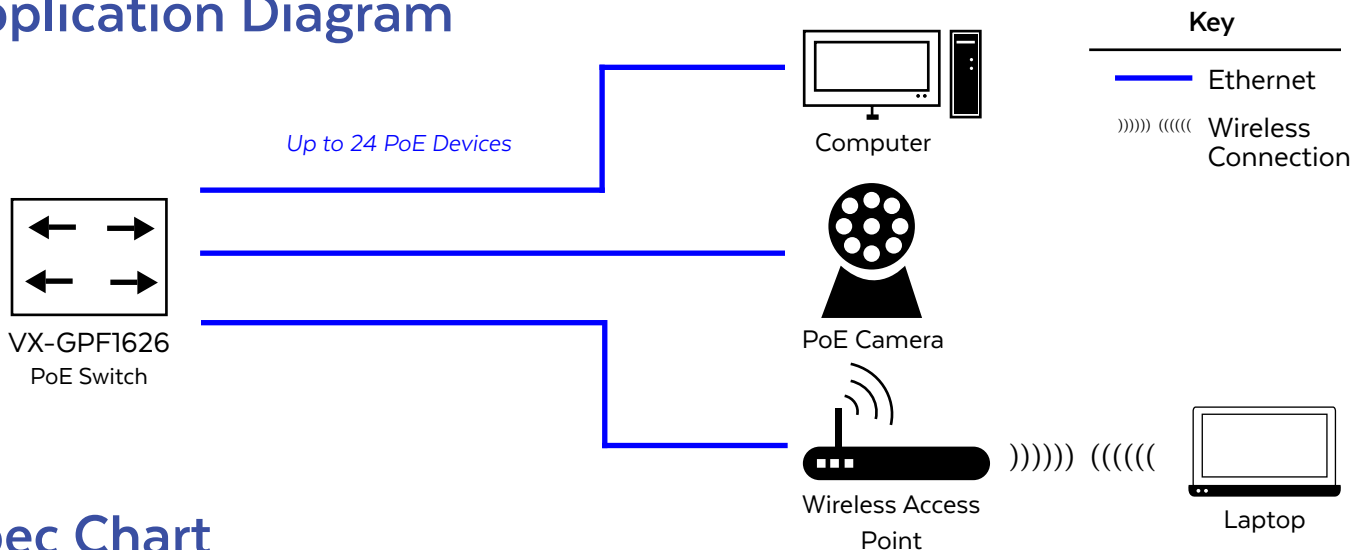 pplication Diagram
Key
Ethernet
)))))) ((((((
Wireless
Connection
Up to 24 PoE Devices
Computer
VX-GPF1626
PoE Switch
PoE Camera
)))))) ((((((
Wireless Access
Point
Laptop
pec Chart